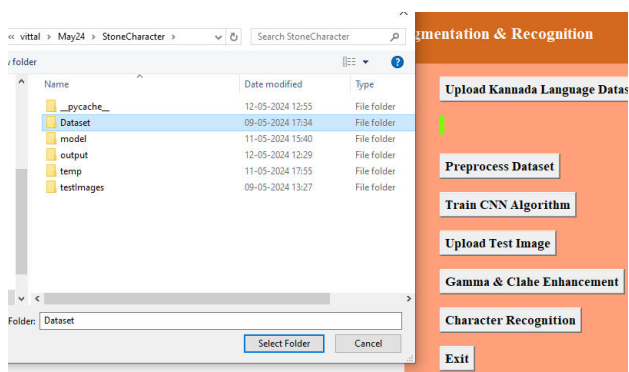 « vittal > May24 > StoneCharacter >
Search StoneCharacter
folder
Name Date modified Type
__pycache__ 12-05-2024 12:55 File folder
Dataset 09-05-2024 17:34 File folder
model 11-05-2024 15:40 File folder
output 12-05-2024 12:29 File folder
temp 11-05-2024 17:55 File folder
testImages 09-05-2024 13:27 File folder
Folder: Dataset
Select Folder Cancel
gmentation & Recognition
Upload Kannada Language Datas
Preprocess Dataset
Train CNN Algorithm
Upload Test Image
Gamma & Clahe Enhancement
Character Recognition
Exit